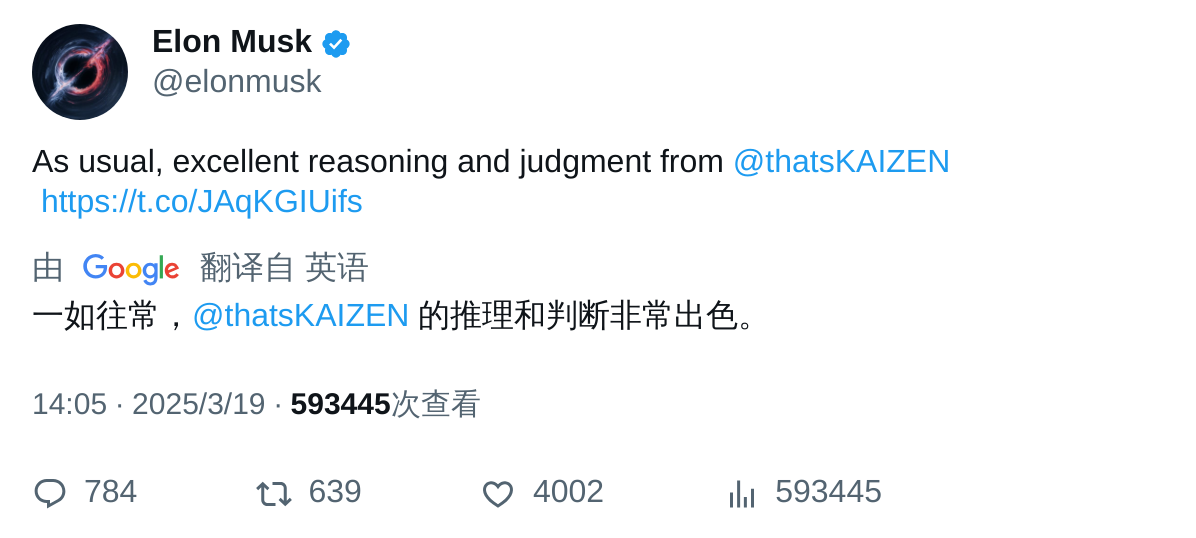 Elon Musk
@elonmusk
As usual, excellent reasoning and judgment from @thatsKAIZEN
https://t.co/JAqKGIUifs
由 Google 翻译自 英语
一如往常，@thatsKAIZEN 的推理和判断非常出色。
14:05 · 2025/3/19 · 593445次查看
784 639 4002 593445